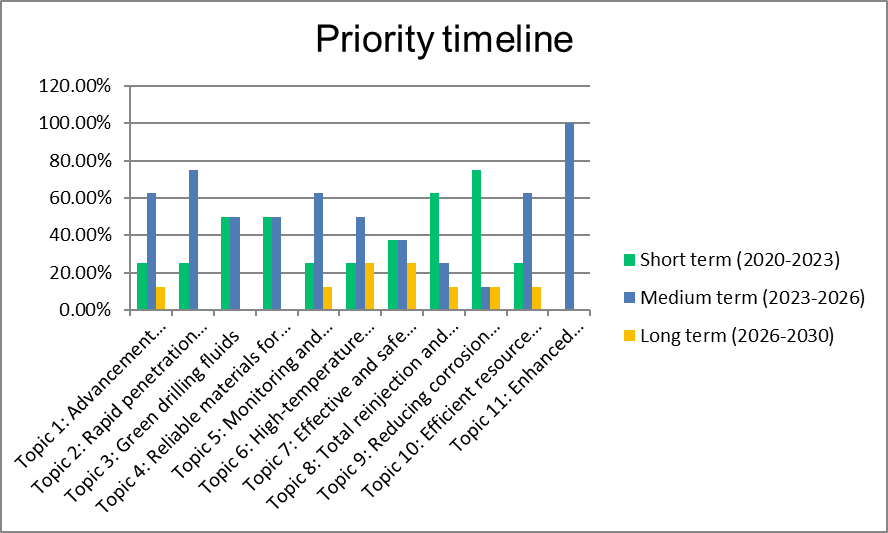 Priority timeline
120.00%
100.00%
80.00%
60.00%
40.00%
20.00%
0.00%
Topic 1: Advancement...
Topic 2: Rapid penetration...
Topic 3: Green drilling fluids
Topic 4: Reliable materials for...
Topic 5: Monitoring and...
Topic 6: High-temperature...
Topic 7: Effective and safe...
Topic 8: Total reinjection and...
Topic 9: Reducing corrosion...
Topic 10: Efficient resource...
Topic 11: Enhanced...
Short term (2020-2023)
Medium term (2023-2026)
Long term (2026-2030)